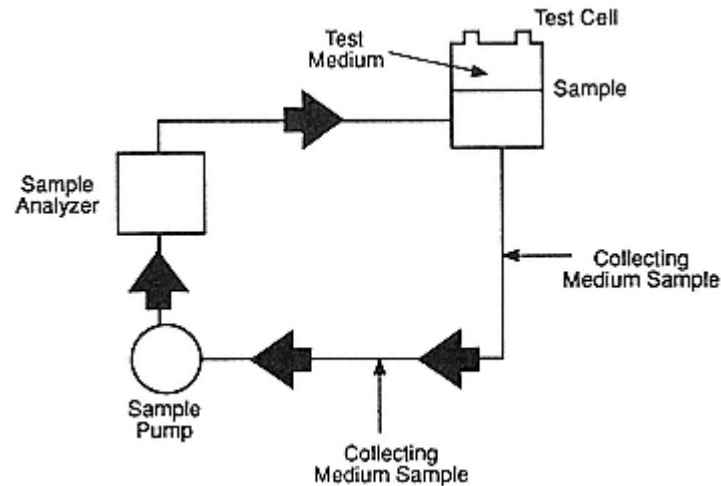 Test Cell
Test
Medium
Sample
Sample
Analyzer
Collecting
Medium Sample
Sample
Pump
Collecting
Medium Sample